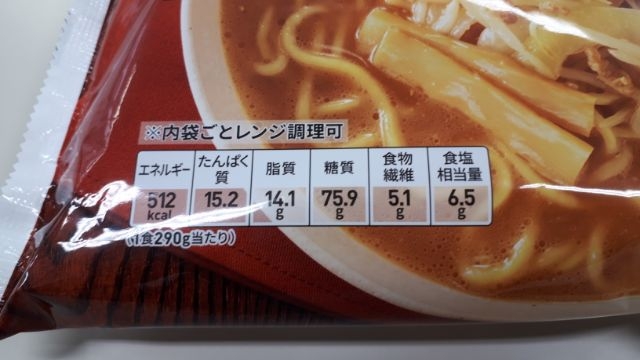 ※内袋ごとレンジ調理可
エネルギー たんぱく質 脂質 糖質 食物繊維 食塩相当量
512kcal 15.2 14.1g 75.9g 5.1g 6.5g
(1食290g当たり)